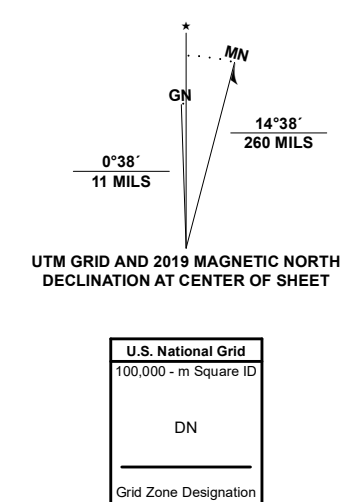 ★
MN
GN
14°38´
260 MILS
0°38´
11 MILS
UTM GRID AND 2019 MAGNETIC NORTH
DECLINATION AT CENTER OF SHEET
U.S. National Grid
100,000 - m Square ID
DN
Grid Zone Designation